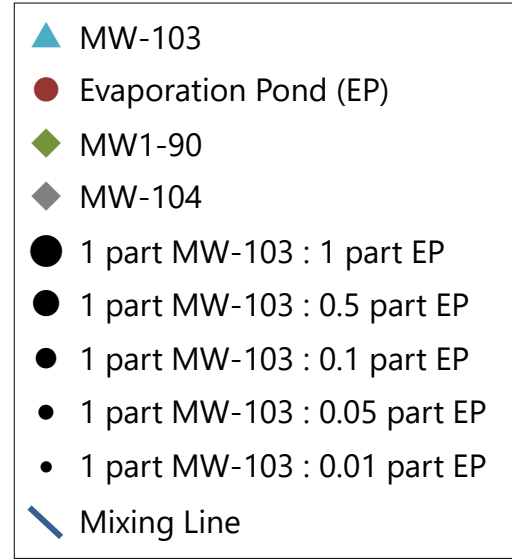 MW-103
Evaporation Pond (EP)
MW1-90
MW-104
1 part MW-103 : 1 part EP
1 part MW-103 : 0.5 part EP
1 part MW-103 : 0.1 part EP
1 part MW-103 : 0.05 part EP
1 part MW-103 : 0.01 part EP
Mixing Line